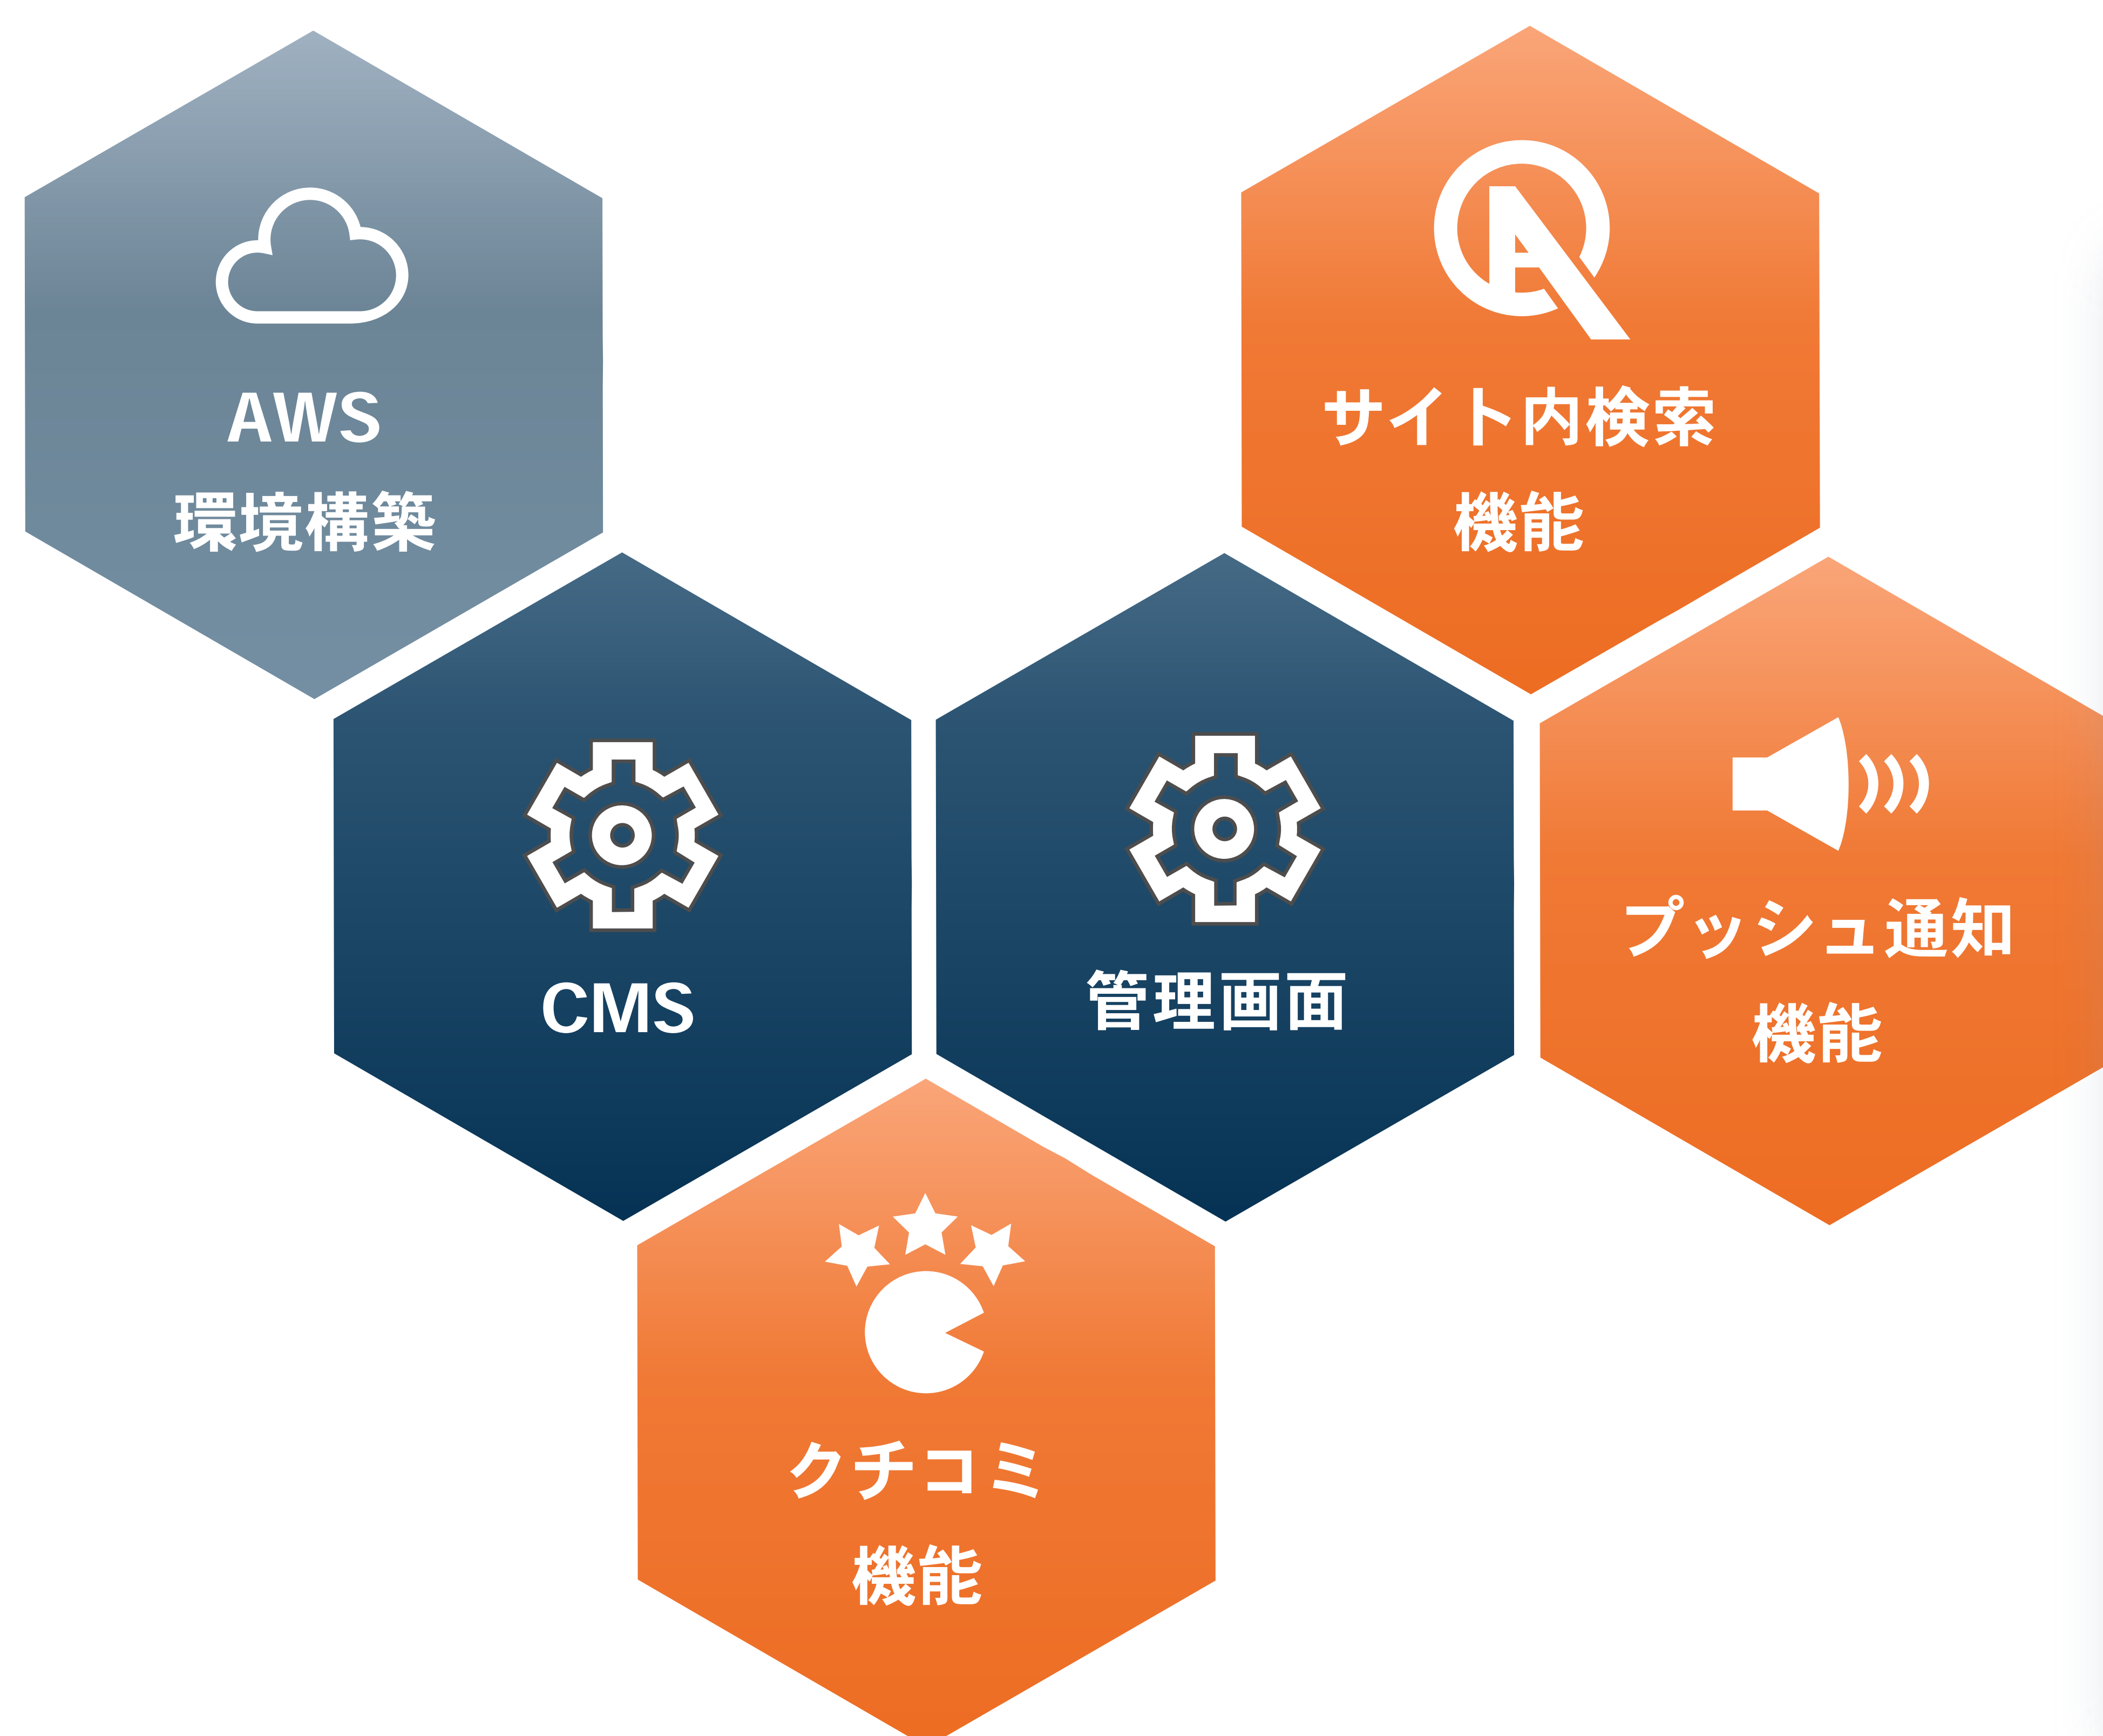 AWS
環境構築
サイト内検索
機能
CMS
管理画面
プッシュ通知
機能
クチコミ
機能